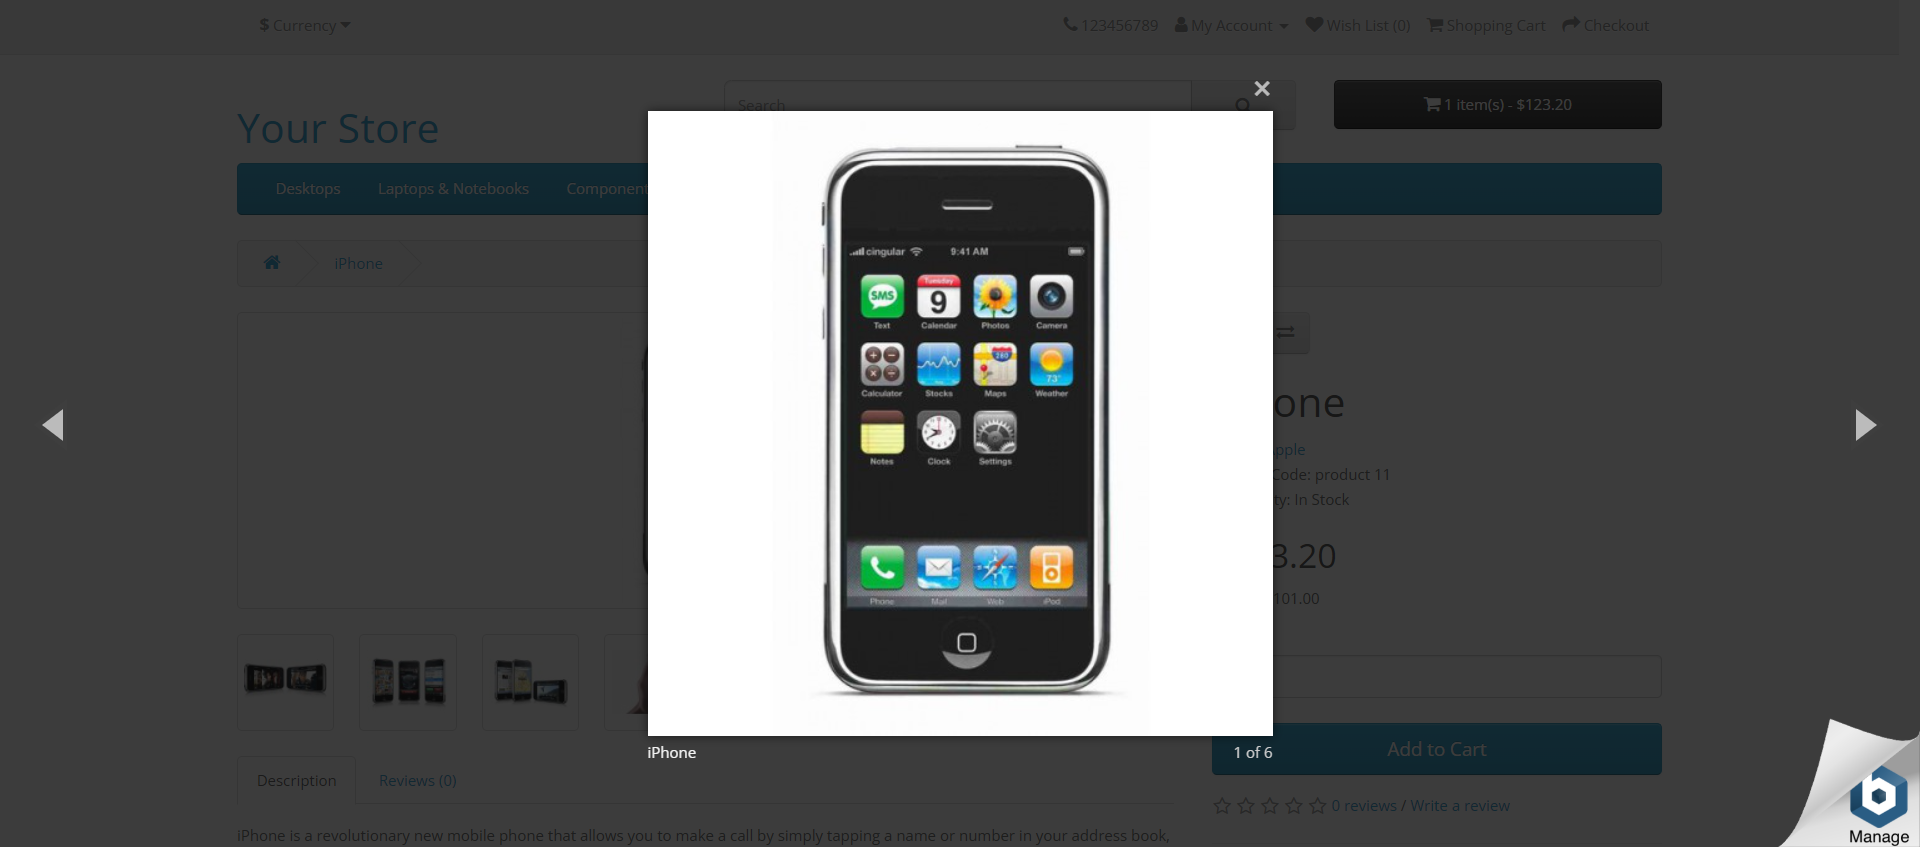 $ Currency
123456789 My Account Wish List (0) Shopping Cart Checkout
Search
1 item(s) - $123.20
Your Store
Desktops Laptops & Notebooks Component
iPhone
cingular 9:41 AM
SMS
Tuesday
9
Text Calendar Photos Camera
280
73°
Calculator Stocks Maps Weather
Notes Clock Settings
Phone Mail Web iPod
one
pple
Code: product 11
ty: In Stock
3.20
101.00
iPhone
1 of 6
Add to Cart
Description Reviews (0)
0 reviews / Write a review
iPhone is a revolutionary new mobile phone that allows you to make a call by simply tapping a name or number in your address book,
b
Manage